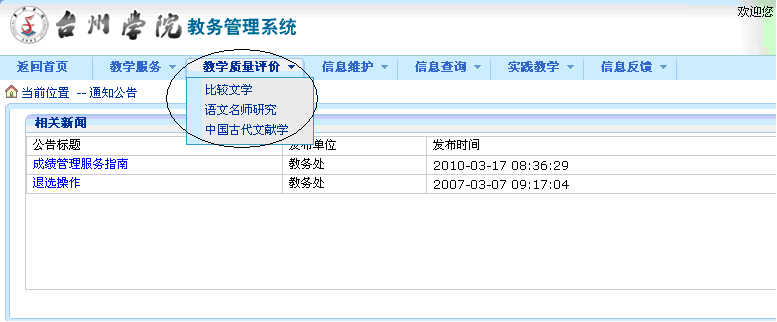 台州学院 教务管理系统
欢迎您
返回首页 教学服务 教学质量评价 信息维护 信息查询 实践教学 信息反馈
比较文学
当前位置 -- 通知公告
语文名师研究
相关新闻
中国古代文献学
公告标题 发布单位 发布时间
成绩管理服务指南 教务处 2010-03-17 08:36:29
退选操作 教务处 2007-03-07 09:17:04